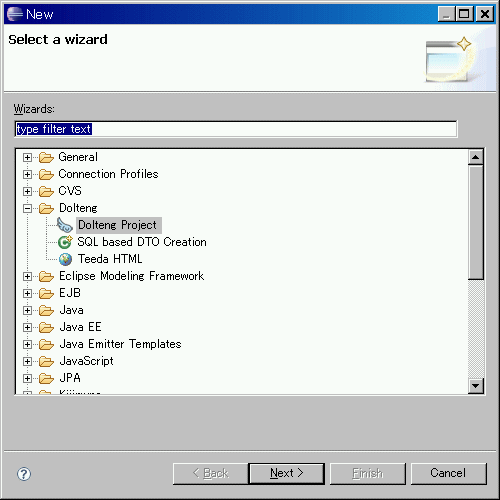 New
Select a wizard
Wizards:
type filter text
General
Connection Profiles
CVS
Dolteng
Dolteng Project
SQL based DTO Creation
Teeda HTML
Eclipse Modeling Framework
EJB
Java
Java EE
Java Emitter Templates
JavaScript
JPA
? < Back Next > Finish Cancel